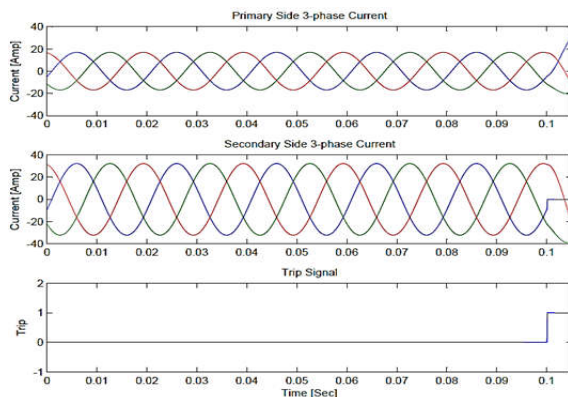 Primary Side 3-phase Current
Current [Amp]
40
20
0
-20
-40
0 0.01 0.02 0.03 0.04 0.05 0.06 0.07 0.08 0.09 0.1
Secondary Side 3-phase Current
Current [Amp]
40
20
0
-20
-40
0 0.01 0.02 0.03 0.04 0.05 0.06 0.07 0.08 0.09 0.1
Trip Signal
Trip
2
1
0
-1
0 0.01 0.02 0.03 0.04 0.05 0.06 0.07 0.08 0.09 0.1
Time [Sec]